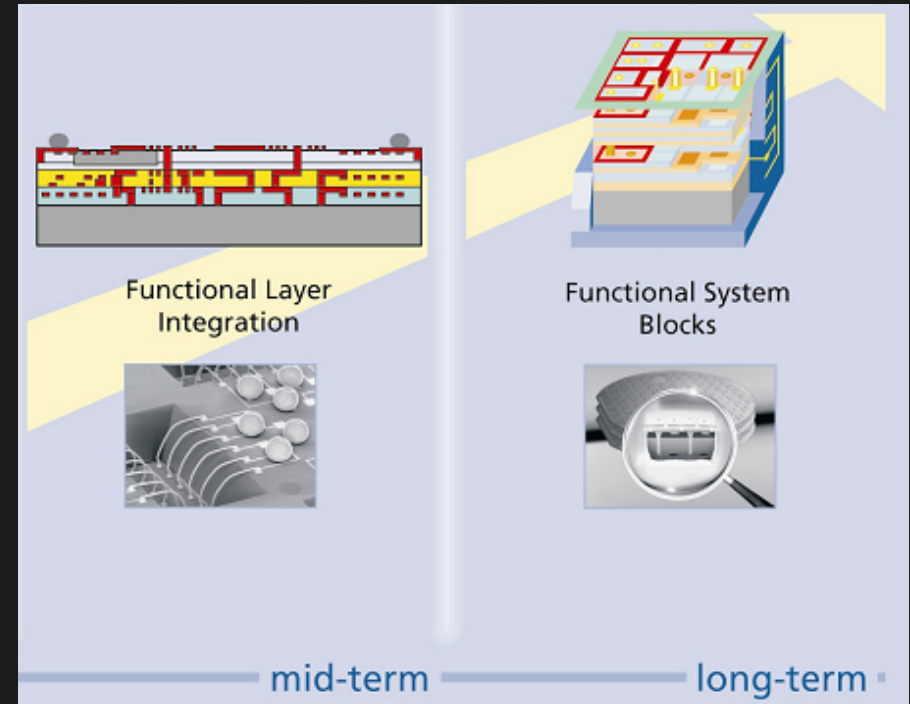 Functional Layer
Integration
Functional System
Blocks
mid-term
long-term